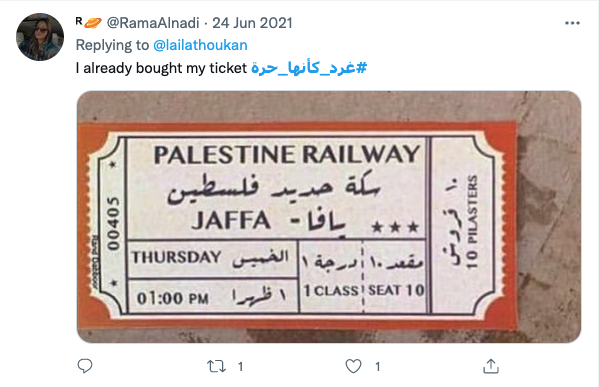 R @RamaAlnadi · 24 Jun 2021
Replying to @lailathoukan
I already bought my ticket #غرد_كأنها_حرة
PALESTINE RAILWAY
سكة حديد فلسطين
JAFFA - يافا
00405
THURSDAY الخميس
01:00 PM ١ ظهرا
درجة ١
1 CLASS
مقعد ١٠
SEAT 10
١٠ قروش
10 PILASTERS
1
1